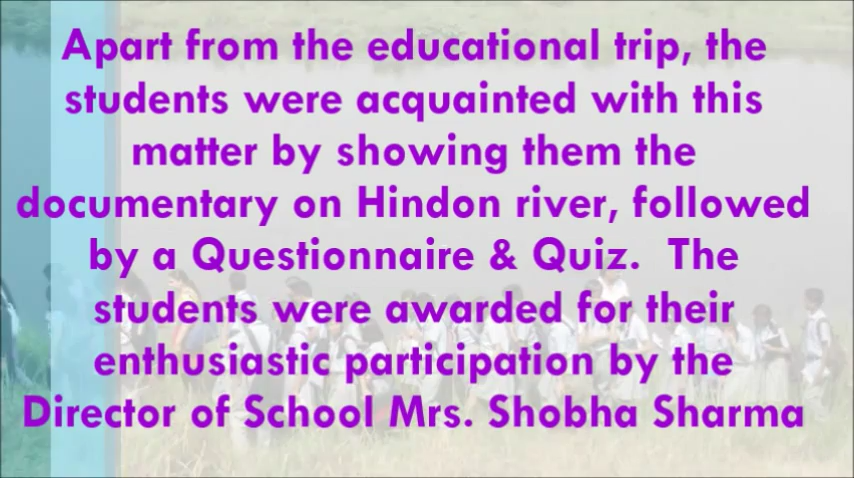 Apart from the educational trip, the
students were acquainted with this
matter by showing them the
documentary on Hindon river, followed
by a Questionnaire & Quiz.  The
students were awarded for their
enthusiastic participation by the
Director of School Mrs. Shobha Sharma